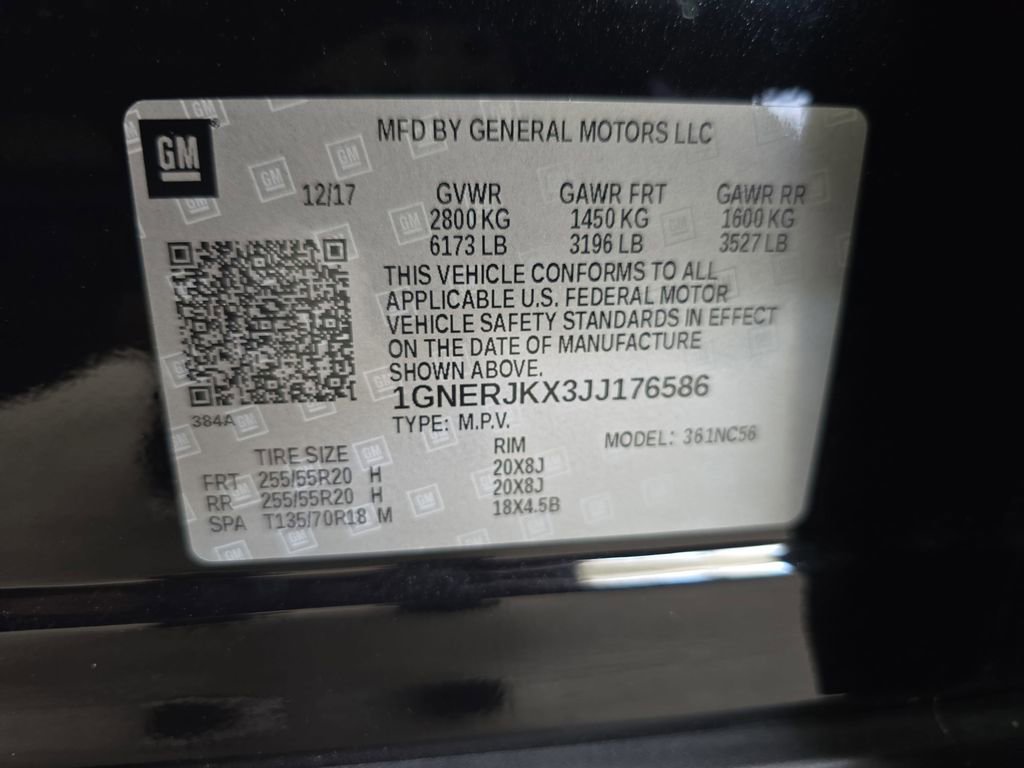 GM
MFD BY GENERAL MOTORS LLC
12/17 GVWR GAWR FRT GAWR RR
2800 KG 1450 KG 1600 KG
6173 LB 3196 LB 3527 LB
THIS VEHICLE CONFORMS TO ALL
APPLICABLE U.S. FEDERAL MOTOR
VEHICLE SAFETY STANDARDS IN EFFECT
ON THE DATE OF MANUFACTURE
SHOWN ABOVE.
1GNERJKX3JJ176586
384A
TYPE: M.P.V. MODEL: 361NC56
TIRE SIZE RIM
FRT 255/55R20 H 20X8J
RR 255/55R20 H 20X8J
SPA T135/70R18 M 18X4.5B